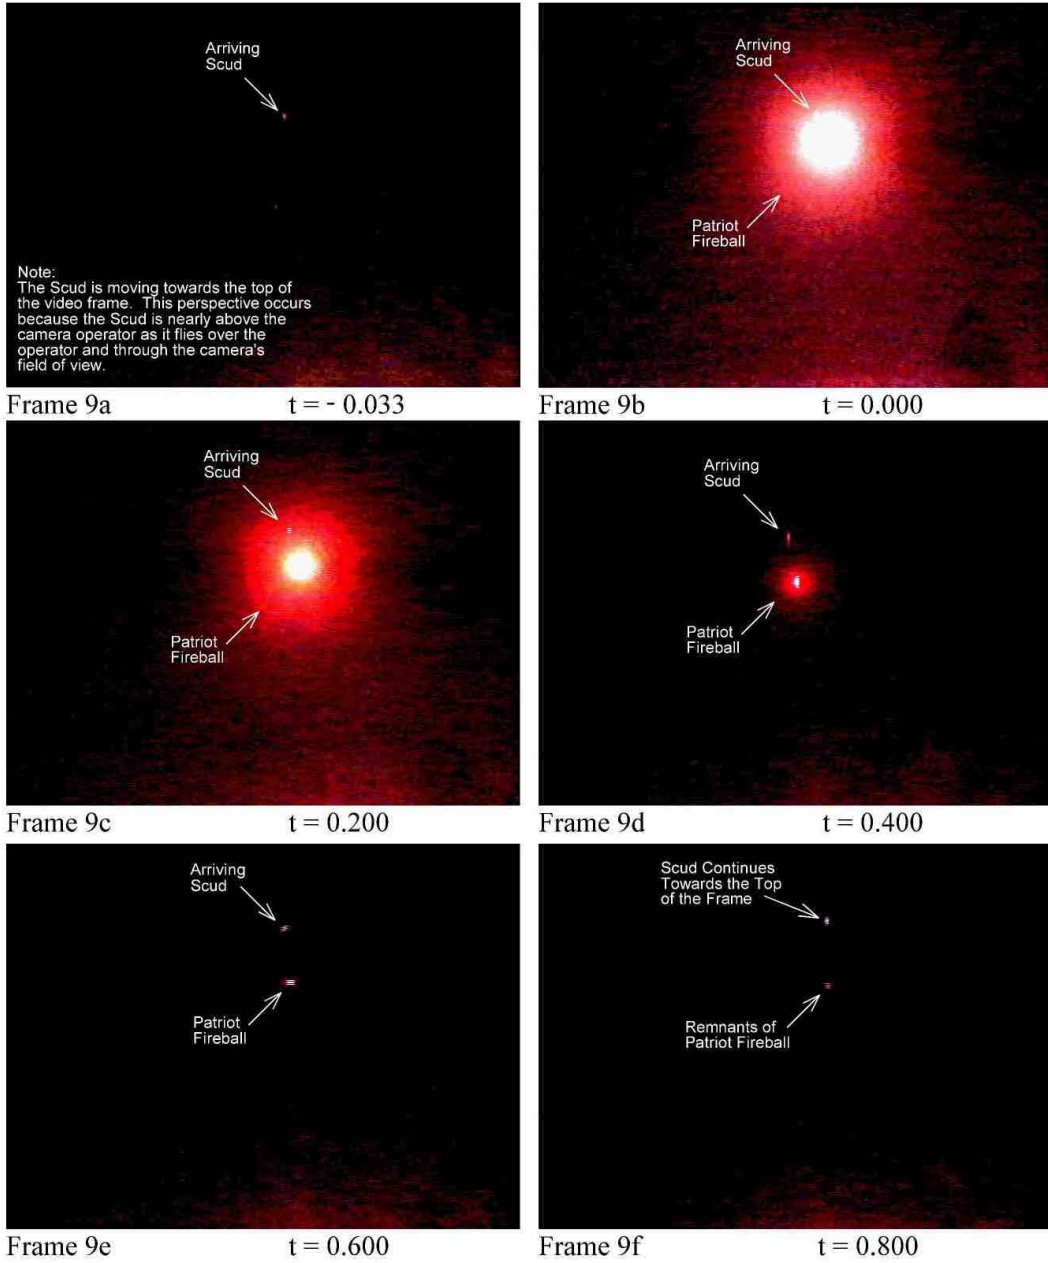 Arriving
Scud
Note:
The Scud is moving towards the top of
the video frame. This perspective occurs
because the Scud is nearly above the
camera operator as it flies over the
operator and through the camera's
field of view.
Frame 9a t = - 0.033
Arriving
Scud
Patriot
Fireball
Frame 9b t = 0.000
Arriving
Scud
Patriot
Fireball
Frame 9c t = 0.200
Arriving
Scud
Patriot
Fireball
Frame 9d t = 0.400
Arriving
Scud
Patriot
Fireball
Frame 9e t = 0.600
Scud Continues
Towards the Top
of the Frame
Remnants of
Patriot Fireball
Frame 9f t = 0.800